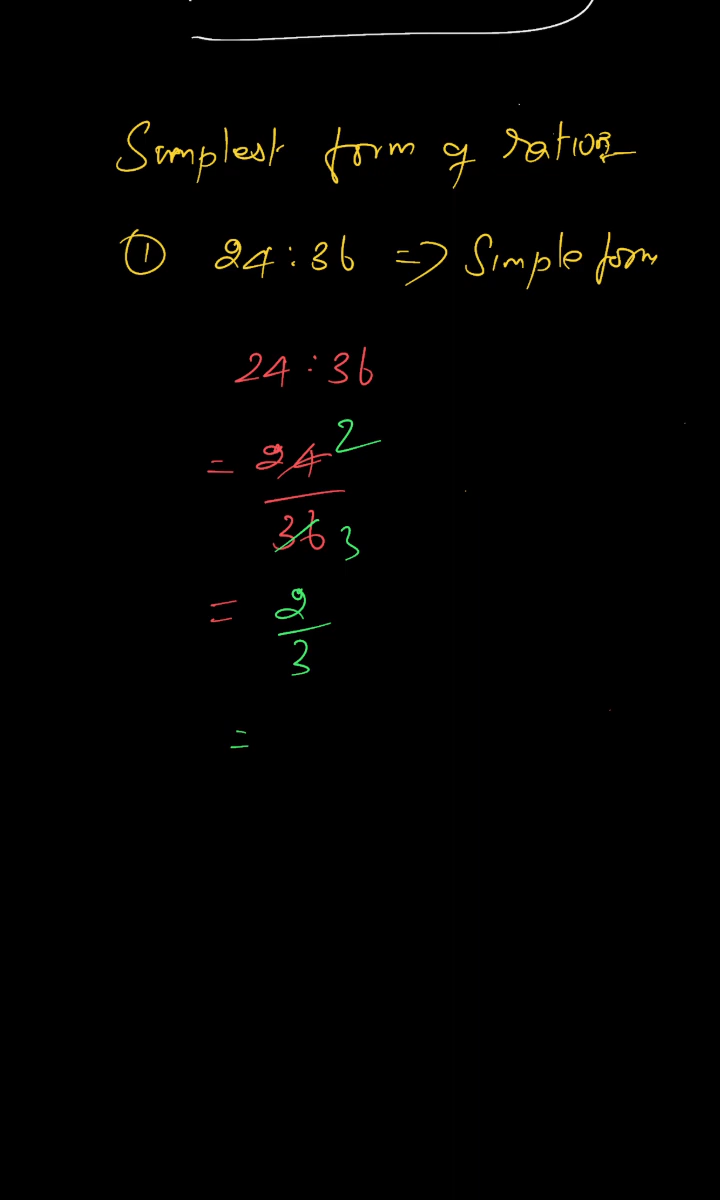 Simplest form of ratios
① 24:36 => Simple form
24:36
= 24 2
36 3
= 2
3
=